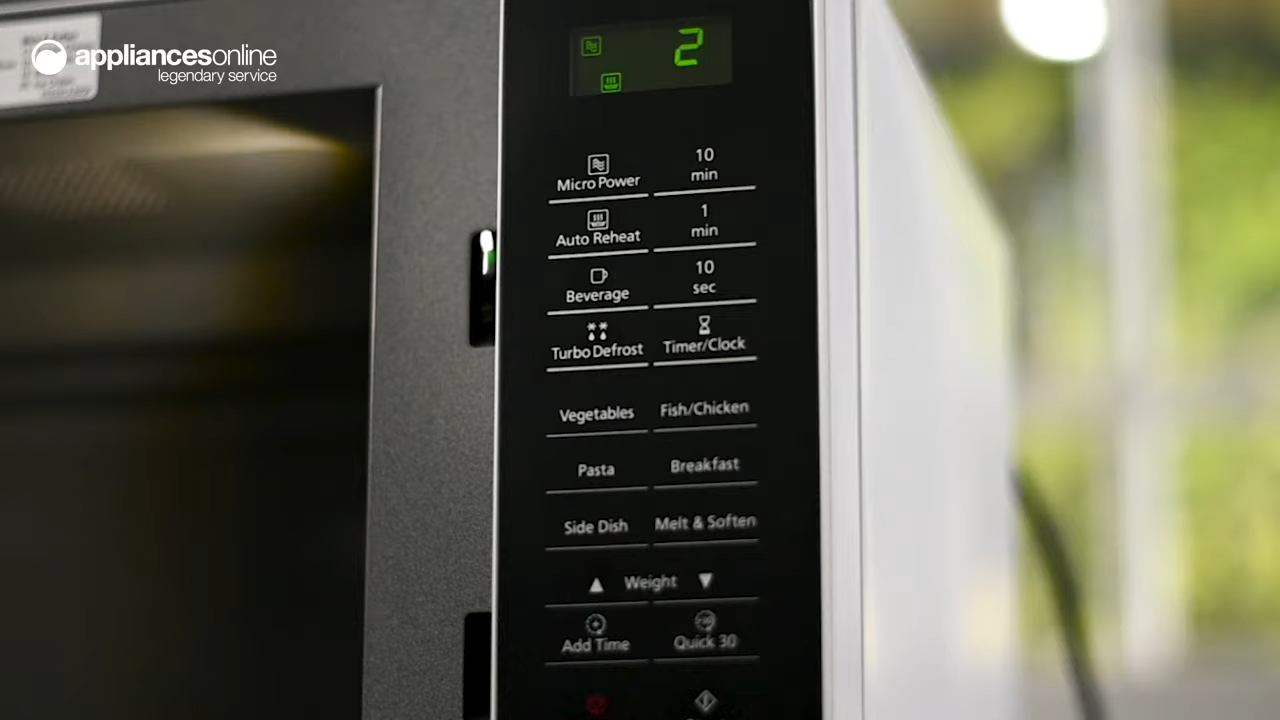 appliancesonline
legendary service
2
Micro Power
10
min
Auto Reheat
1
min
Beverage
10
sec
Turbo Defrost
Timer/Clock
Vegetables
Fish/Chicken
Pasta
Breakfast
Side Dish
Melt & Soften
Weight
Add Time
Quick 30